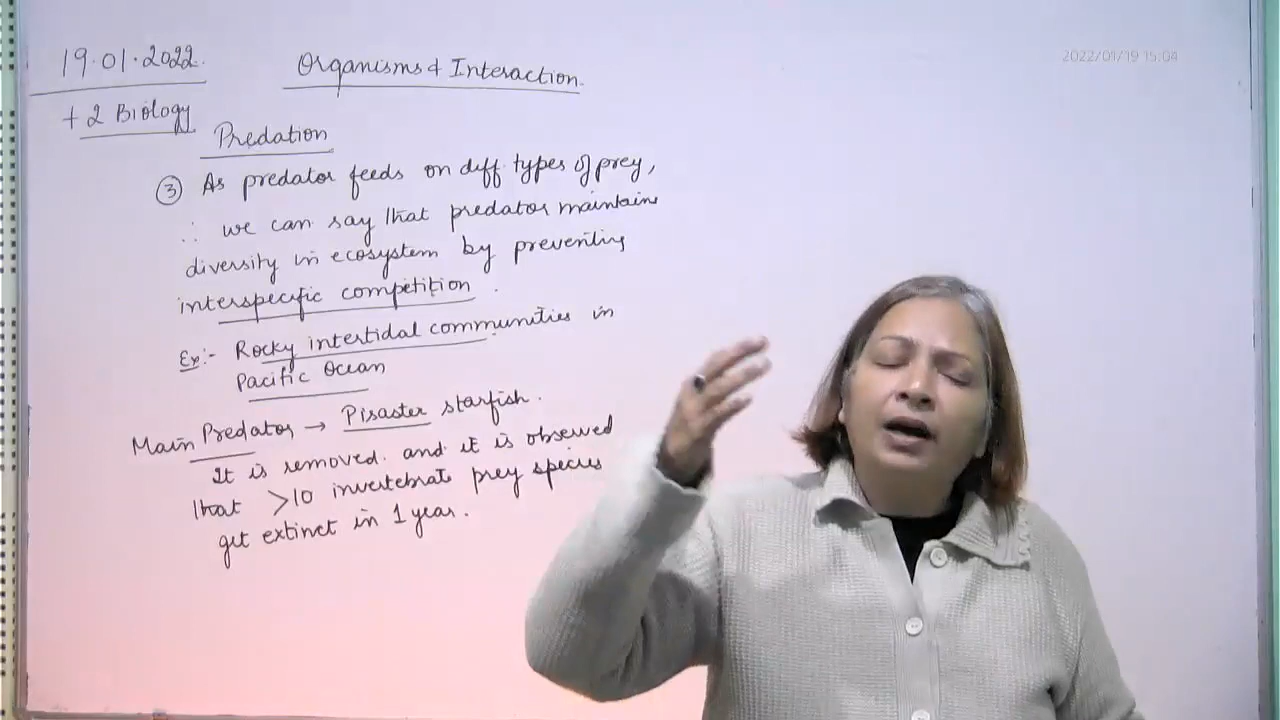 19.01.2022.
Organisms & Interaction.
2022/01/19 15:04
+2 Biology
Predation
③ As predator feeds on diff types of prey,
∴ we can say that predator maintains
diversity in ecosystem by preventing
interspecific competition.
Ex:- Rocky intertidal communities in
Pacific Ocean
Main Predator → Pisaster starfish.
It is removed. and it is observed
that >10 invertebrate prey species
get extinct in 1 year.